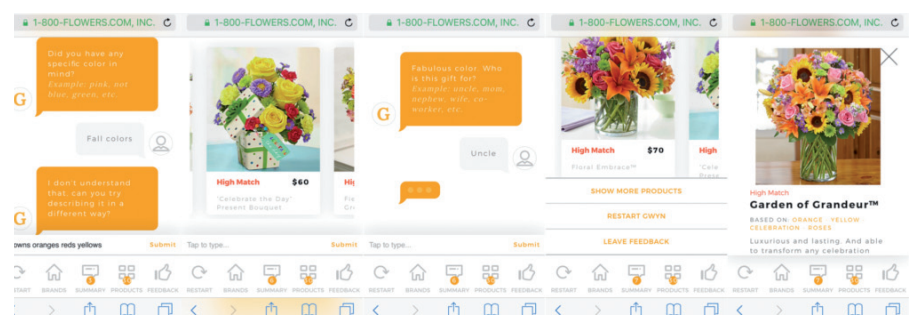 1-800-FLOWERS.COM, INC.
Did you have any
specific color in
mind?
Example: pink, not
blue, green, etc.
G
Fall colors
I don't understand
that, can you try
describing it in a
different way?
G
owns oranges reds yellows Submit
START BRANDS SUMMARY PRODUCTS FEEDBACK
1-800-FLOWERS.COM, INC.
High Match $60
"Celebrate the Day"
Present Bouquet
Hig
Fie
Gr
Tap to type... Submit
RESTART BRANDS SUMMARY PRODUCTS FEEDBACK
1-800-FLOWERS.COM, INC.
Fabulous color. Who
is this gift for?
Example: uncle, mom,
nephew, wife, co-
worker, etc.
G
Uncle
Tap to type... Submit
RESTART BRANDS SUMMARY PRODUCTS FEEDBACK
1-800-FLOWERS.COM, INC.
High Match $70
Floral Embrace™
High
"Cele
Prese
SHOW MORE PRODUCTS
RESTART GWYN
LEAVE FEEDBACK
RESTART BRANDS SUMMARY PRODUCTS FEEDBACK
1-800-FLOWERS.COM, INC.
High Match
Garden of Grandeur™
BASED ON: ORANGE · YELLOW
CELEBRATION · ROSES
Luxurious and lasting. And able
to transform any celebration
RESTART BRANDS SUMMARY PRODUCTS FEEDBACK